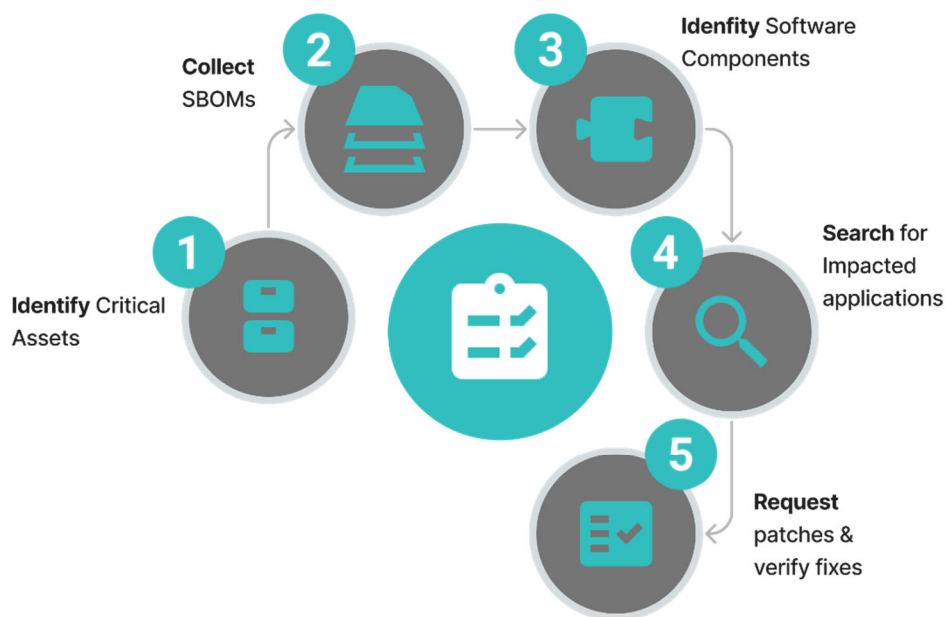 1
Identify Critical
Assets
2
Collect
SBOMs
3
Idenfity Software
Components
4
Search for
Impacted
applications
5
Request
patches &
verify fixes